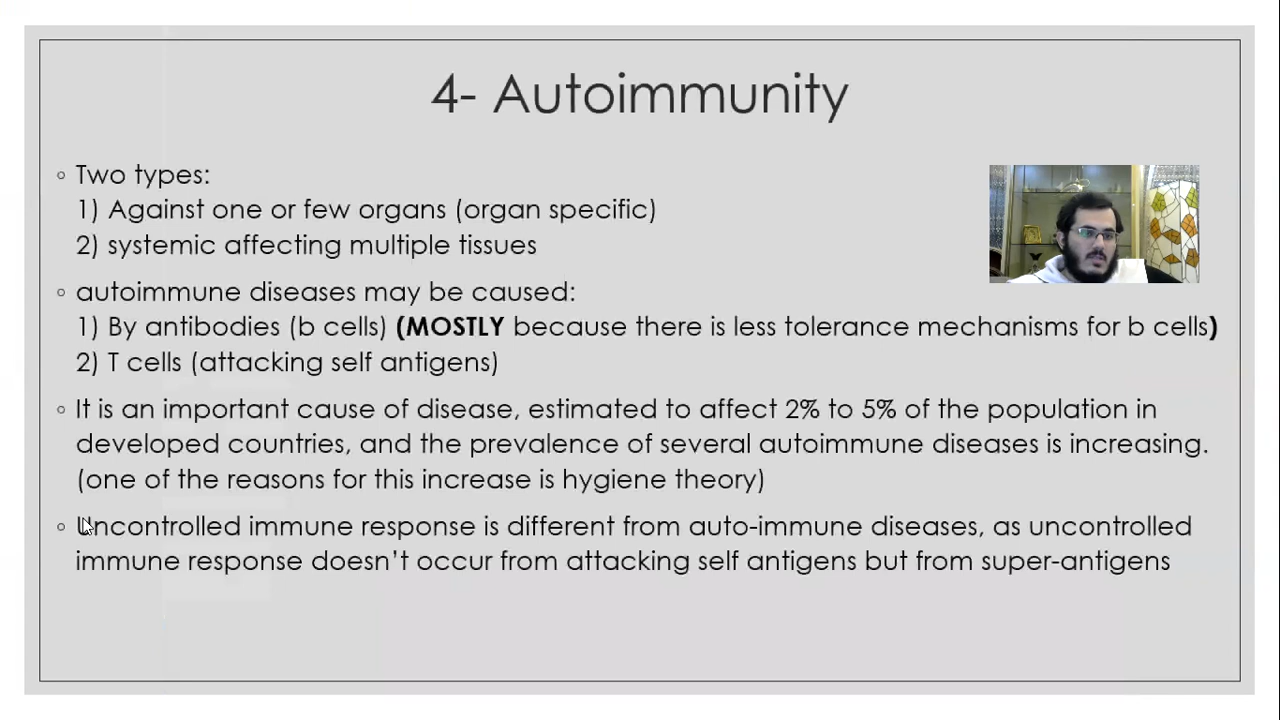 4- Autoimmunity
◦ Two types:
1) Against one or few organs (organ specific)
2) systemic affecting multiple tissues
◦ autoimmune diseases may be caused:
1) By antibodies (b cells) (MOSTLY because there is less tolerance mechanisms for b cells)
2) T cells (attacking self antigens)
◦ It is an important cause of disease, estimated to affect 2% to 5% of the population in
developed countries, and the prevalence of several autoimmune diseases is increasing.
(one of the reasons for this increase is hygiene theory)
◦ Uncontrolled immune response is different from auto-immune diseases, as uncontrolled
immune response doesn’t occur from attacking self antigens but from super-antigens